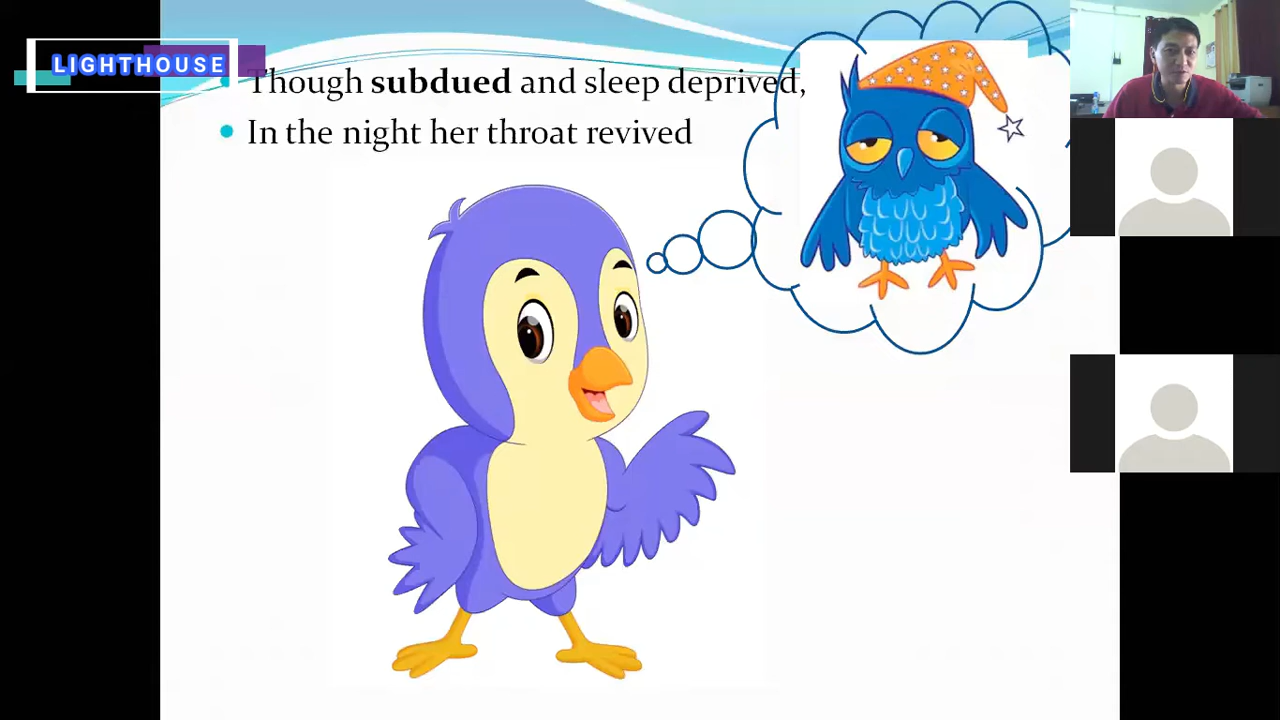 LIGHTHOUSE
Though subdued and sleep deprived,
In the night her throat revived